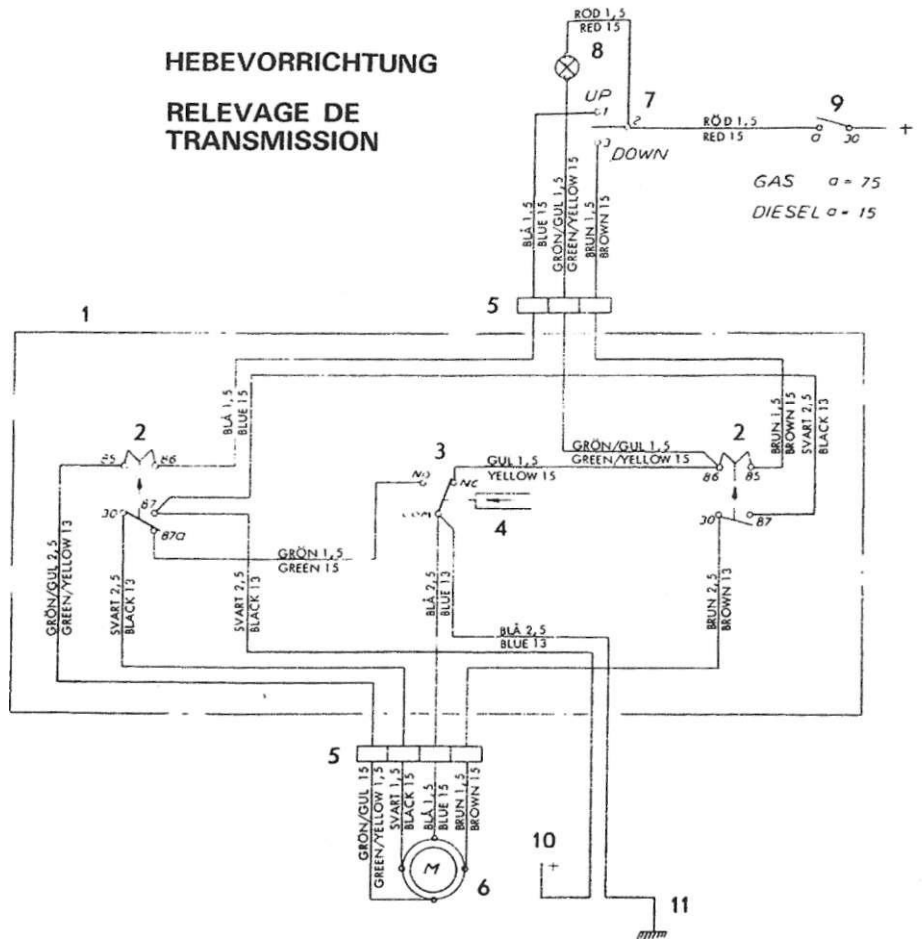 HEBEVORRICHTUNG
RELEVAGE DE
TRANSMISSION
RÖD 1,5
RED 15
8
UP
1
7
2
RÖD 1,5
RED 15
9
a
30
+
3
DOWN
GAS a = 75
DIESEL a = 15
BLÅ 1,5
BLUE 15
GRÖN/GUL 1,5
GREEN/YELLOW 15
BRUN 1,5
BROWN 15
5
1
BLÅ 1,5
BLUE 15
BRUN 1,5
BROWN 15
SVART 2,5
BLACK 13
2
85
86
3
NO
NC
COM
GUL 1,5
YELLOW 15
GRÖN/GUL 1,5
GREEN/YELLOW 15
2
86
85
4
30
87
87a
30
87
GRÖN 1,5
GREEN 15
GRÖN/GUL 2,5
GREEN/YELLOW 13
SVART 2,5
BLACK 13
SVART 2,5
BLACK 13
BLÅ 2,5
BLUE 13
BLÅ 2,5
BLUE 13
BRUN 2,5
BROWN 13
5
GRÖN/GUL 15
GREEN/YELLOW 1,5
SVART 1,5
BLACK 15
BLÅ 1,5
BLUE 15
BRUN 1,5
BROWN 15
M
6
10
+
11